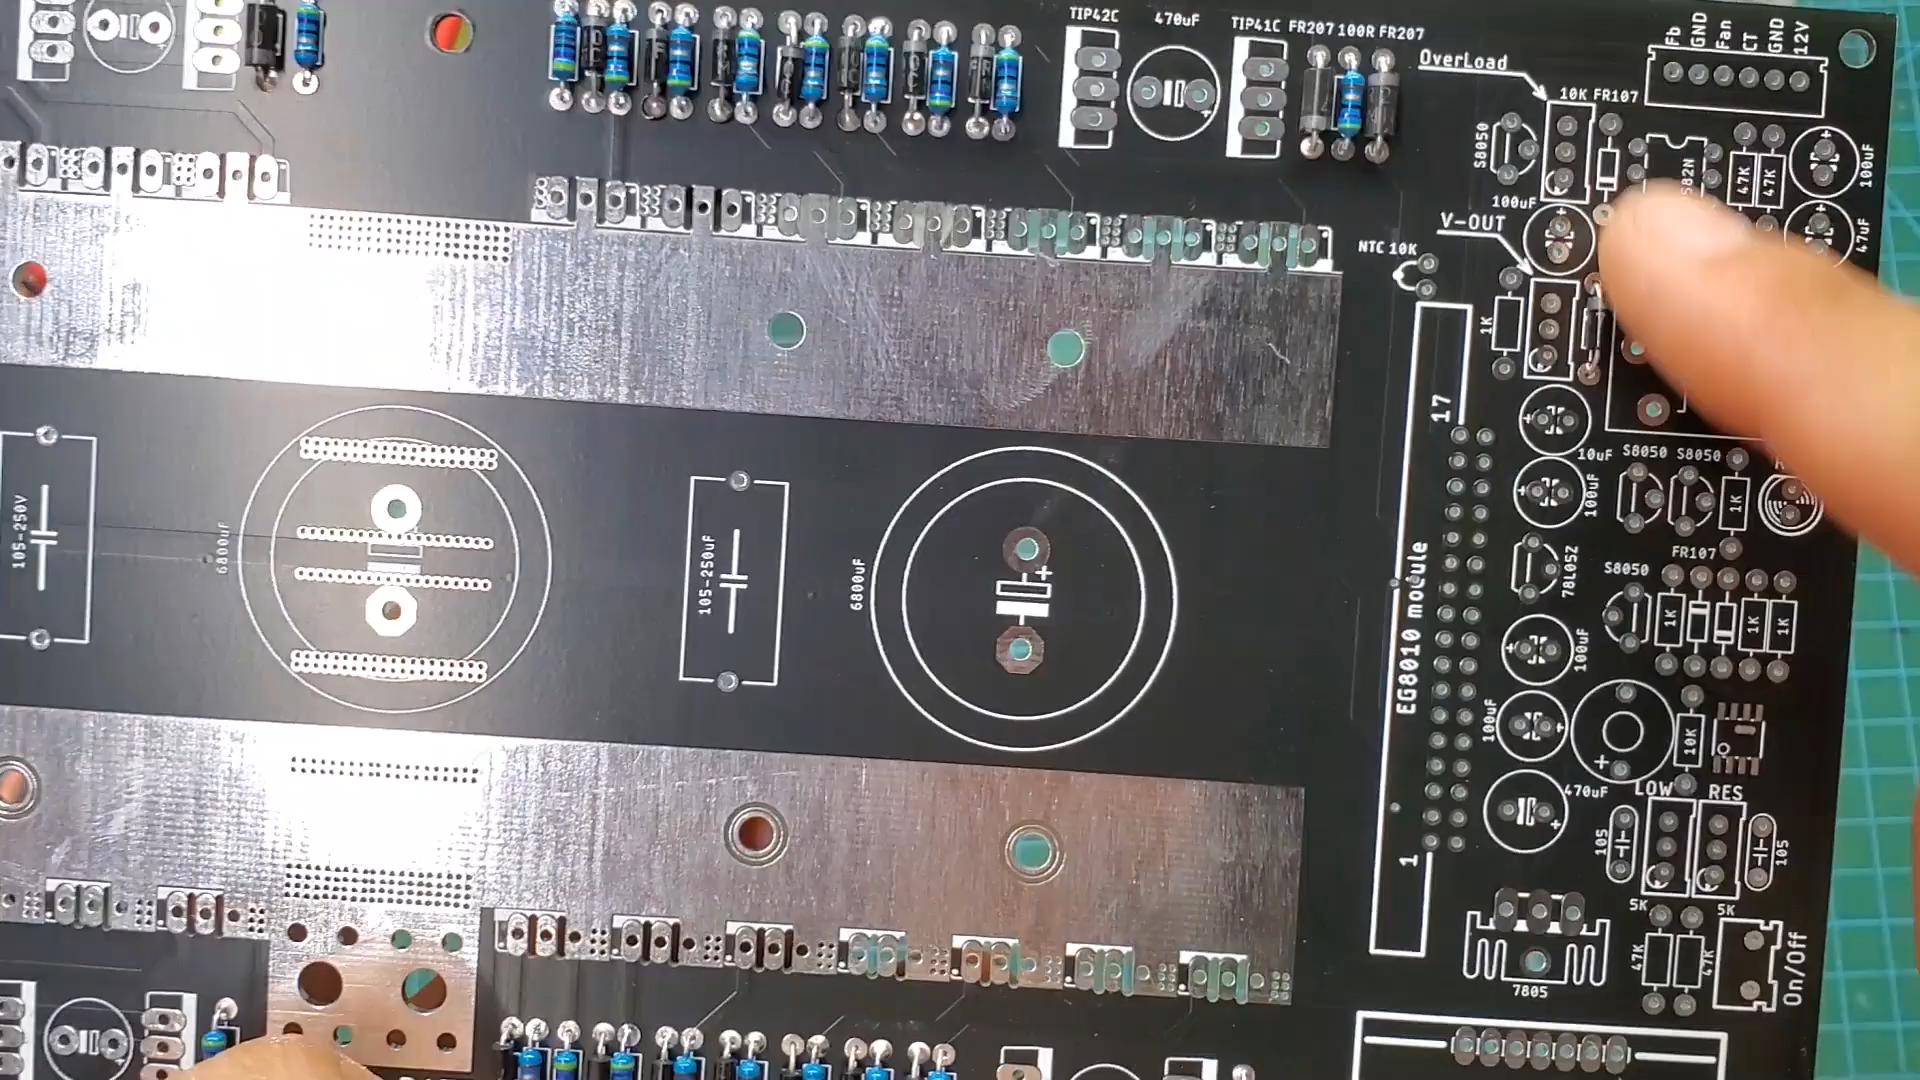 TIP42C
470uF
TIP41C
FR207
100R
FR207
OverLoad
Fb
GND
Fan
CT
GND
12V
10K
FR107
S8050
47K
47K
100uF
100uF
V-OUT
47uF
NTC 10K
1K
17
10uF
S8050
S8050
100uF
1K
105-250V
6800uF
105-250uF
6800uF
EG8010 module
78L05Z
FR107
S8050
1K
1K
1K
100uF
100uF
10K
470uF
LOW
RES
105
105
1
5K
5K
47K
47K
7805
On/Off